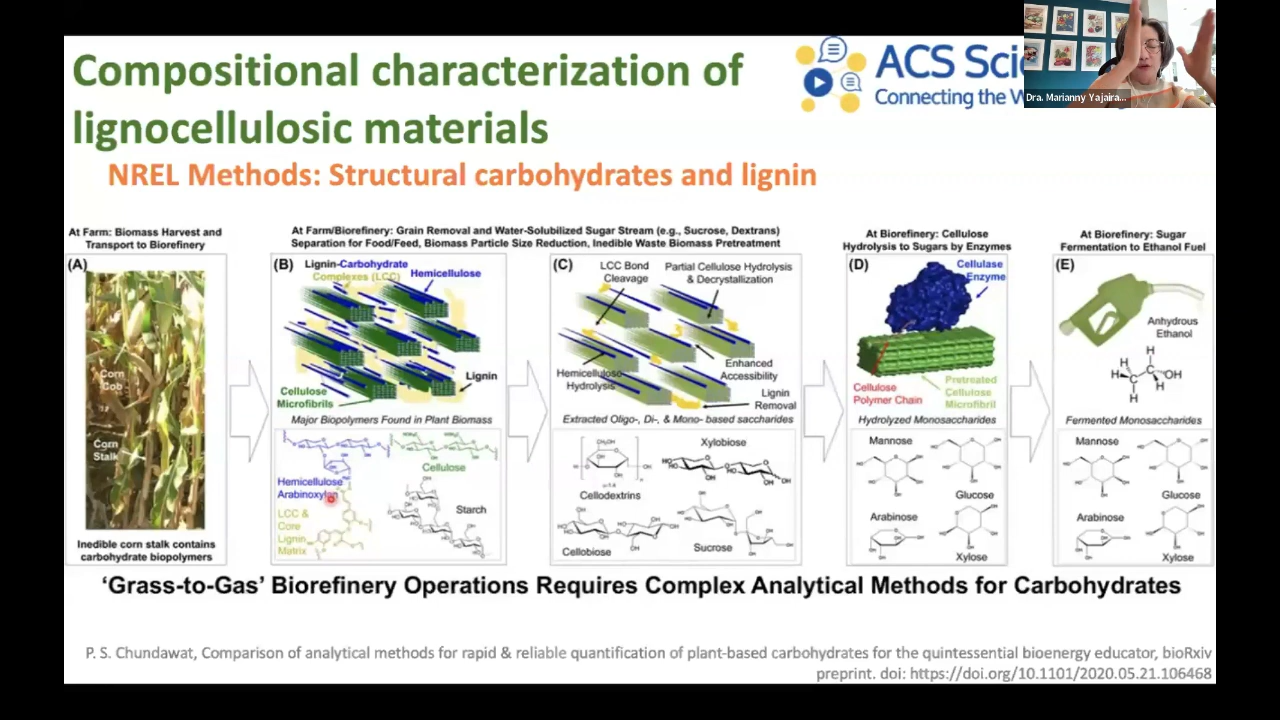 Compositional characterization of
lignocellulosic materials
ACS Sci
Connecting the W
Dra. Marianny Yajaira...
NREL Methods: Structural carbohydrates and lignin
At Farm: Biomass Harvest and
Transport to Biorefinery
(A)
Corn
Cob
Corn
Stalk
Inedible corn stalk contains
carbohydrate biopolymers
At Farm/Biorefinery: Grain Removal and Water-Solubilized Sugar Stream (e.g., Sucrose, Dextrans)
Separation for Food/Feed, Biomass Particle Size Reduction, Inedible Waste Biomass Pretreatment
(B)
Lignin-Carbohydrate
Complexes (LCC)
Hemicellulose
Lignin
Cellulose
Microfibrils
Major Biopolymers Found in Plant Biomass
Cellulose
Hemicellulose
Arabinoxylan
Starch
LCC &
Core
Lignin
Matrix
(C)
LCC Bond
Cleavage
Partial Cellulose Hydrolysis
& Decrystallization
Hemicellulose
Hydrolysis
Enhanced
Accessibility
Lignin
Removal
Extracted Oligo-, Di-, & Mono- based saccharides
Xylobiose
Cellodextrins
Cellobiose
Sucrose
At Biorefinery: Cellulose
Hydrolysis to Sugars by Enzymes
(D)
Cellulase
Enzyme
Cellulose
Polymer Chain
Pretreated
Cellulose
Microfibril
Hydrolyzed Monosaccharides
Mannose
Glucose
Arabinose
Xylose
At Biorefinery: Sugar
Fermentation to Ethanol Fuel
(E)
Anhydrous
Ethanol
H
H
OH
H
H
H
Fermented Monosaccharides
Mannose
Glucose
Arabinose
Xylose
‘Grass-to-Gas’ Biorefinery Operations Requires Complex Analytical Methods for Carbohydrates
P. S. Chundawat, Comparison of analytical methods for rapid & reliable quantification of plant-based carbohydrates for the quintessential bioenergy educator, bioRxiv
preprint. doi: https://doi.org/10.1101/2020.05.21.106468